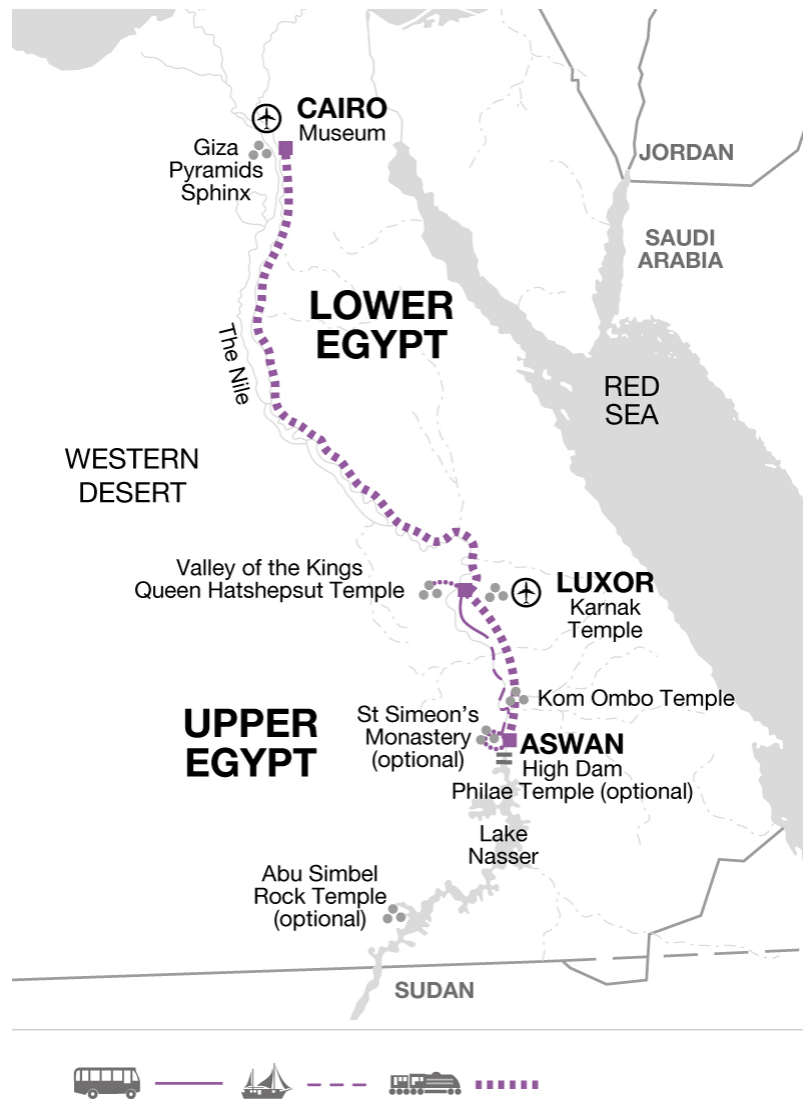 CAIRO
Museum
Giza
Pyramids
Sphinx
JORDAN
SAUDI
ARABIA
LOWER
EGYPT
The Nile
RED
SEA
WESTERN
DESERT
Valley of the Kings
Queen Hatshepsut Temple
LUXOR
Karnak
Temple
Kom Ombo Temple
St Simeon's
Monastery
(optional)
UPPER
EGYPT
ASWAN
High Dam
Philae Temple (optional)
Lake
Nasser
Abu Simbel
Rock Temple
(optional)
SUDAN